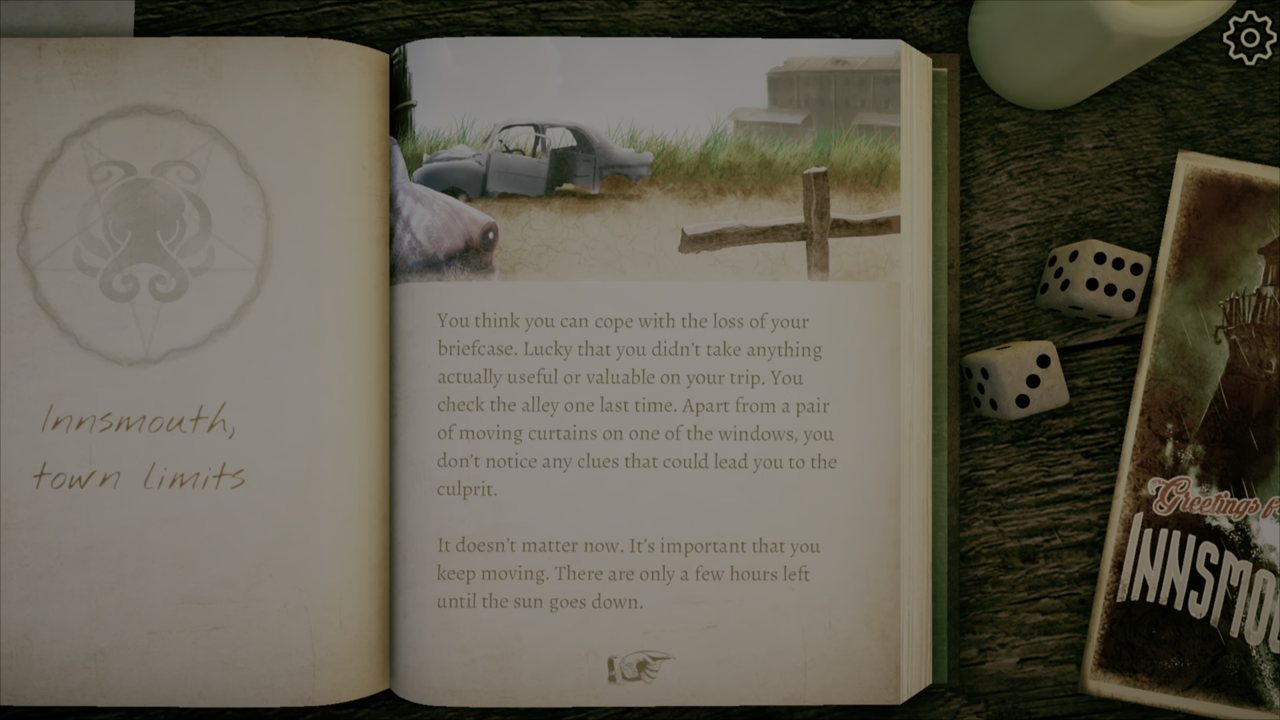 Innsmouth,
town limits
You think you can cope with the loss of your
briefcase. Lucky that you didn't take anything
actually useful or valuable on your trip. You
check the alley one last time. Apart from a pair
of moving curtains on one of the windows, you
don't notice any clues that could lead you to the
culprit.
It doesn't matter now. It's important that you
keep moving. There are only a few hours left
until the sun goes down.
Greetings